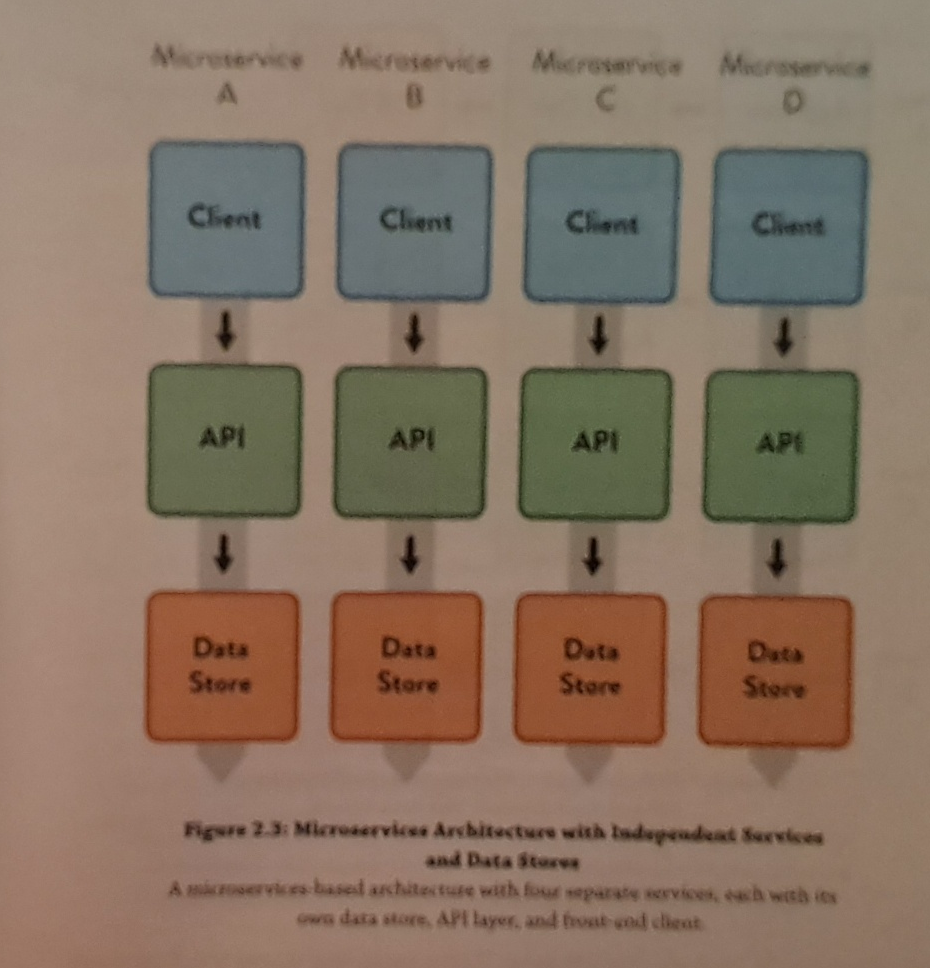 Microservice A
Microservice B
Microservice C
Microservice D
Client
Client
Client
Client
API
API
API
API
Data Store
Data Store
Data Store
Data Store
Figure 2.3: Microservices Architecture with Independent Services
and Data Stores
A microservices-based architecture with four separate services, each with its
own data store, API layer, and front-end client.